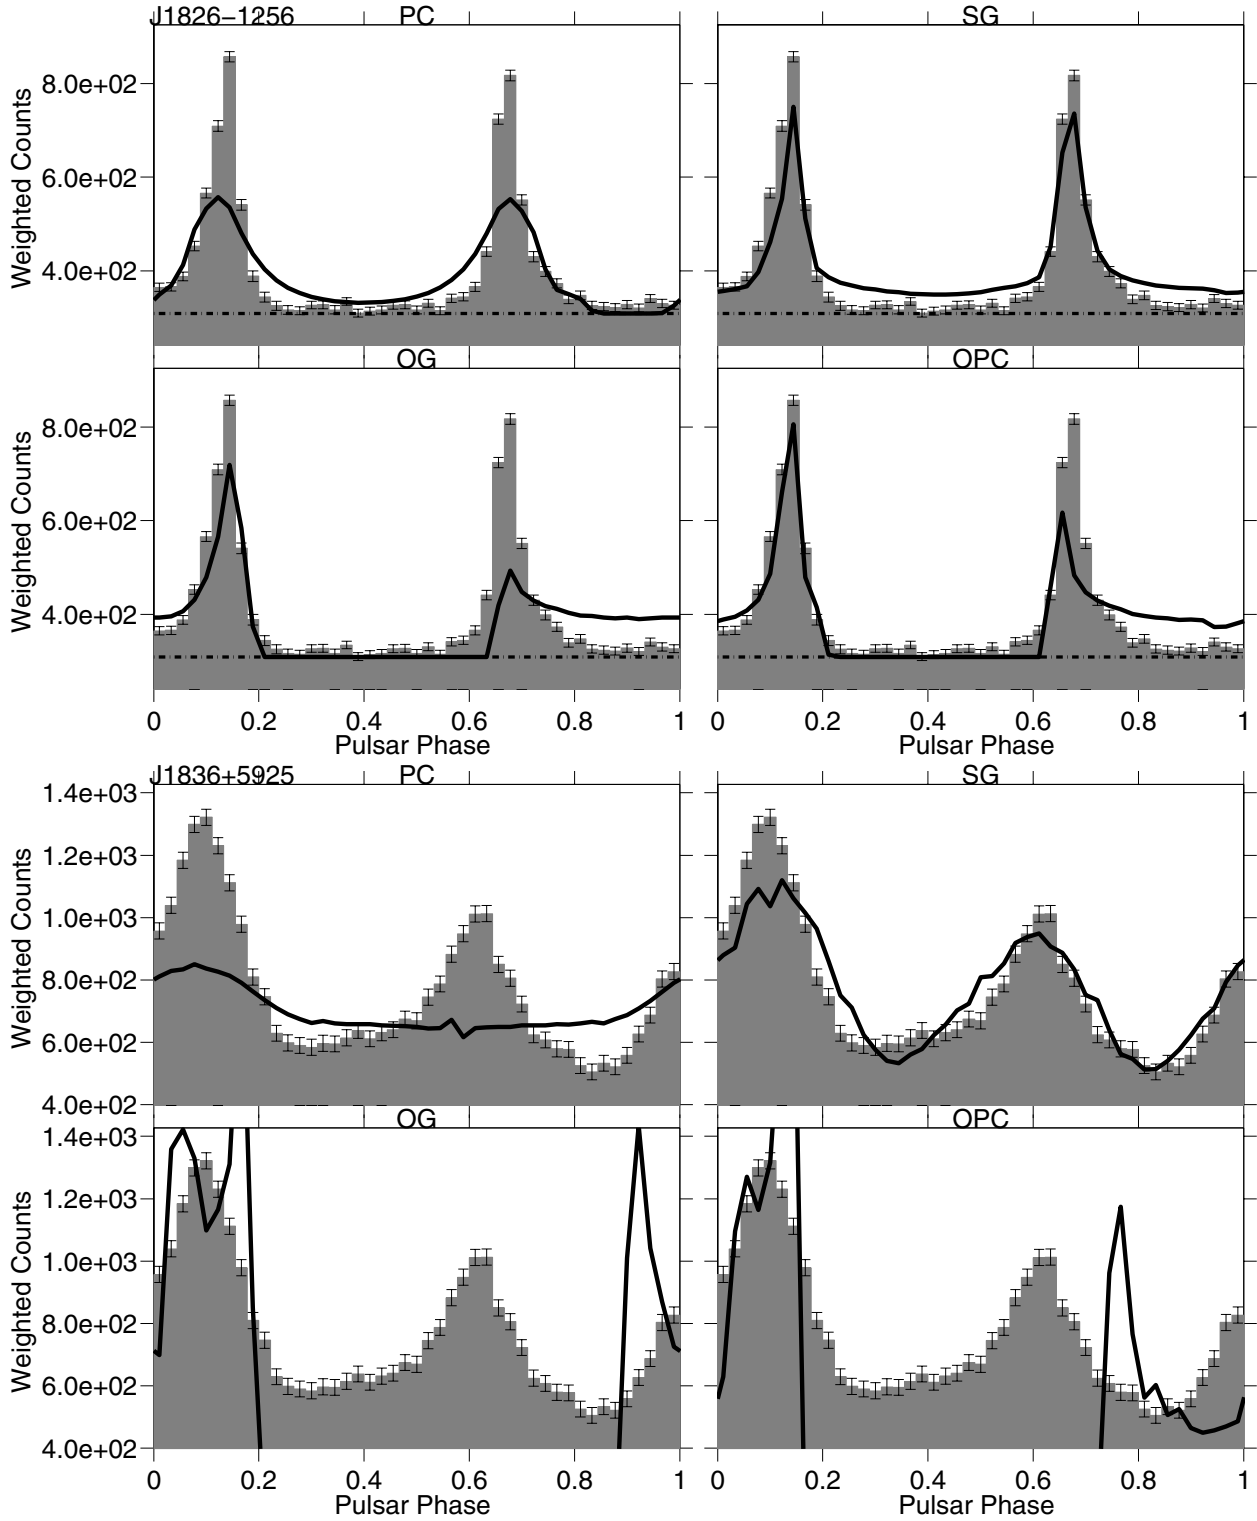 J1826−1256 PC SG
8.0e+02
6.0e+02
4.0e+02
Weighted Counts
OG OPC
8.0e+02
6.0e+02
4.0e+02
Weighted Counts
0 0.2 0.4 0.6 0.8 1 0 0.2 0.4 0.6 0.8 1
Pulsar Phase Pulsar Phase
J1836+5925 PC SG
1.4e+03
1.2e+03
1.0e+03
8.0e+02
6.0e+02
4.0e+02
Weighted Counts
OG OPC
1.4e+03
1.2e+03
1.0e+03
8.0e+02
6.0e+02
4.0e+02
Weighted Counts
0 0.2 0.4 0.6 0.8 1 0 0.2 0.4 0.6 0.8 1
Pulsar Phase Pulsar Phase